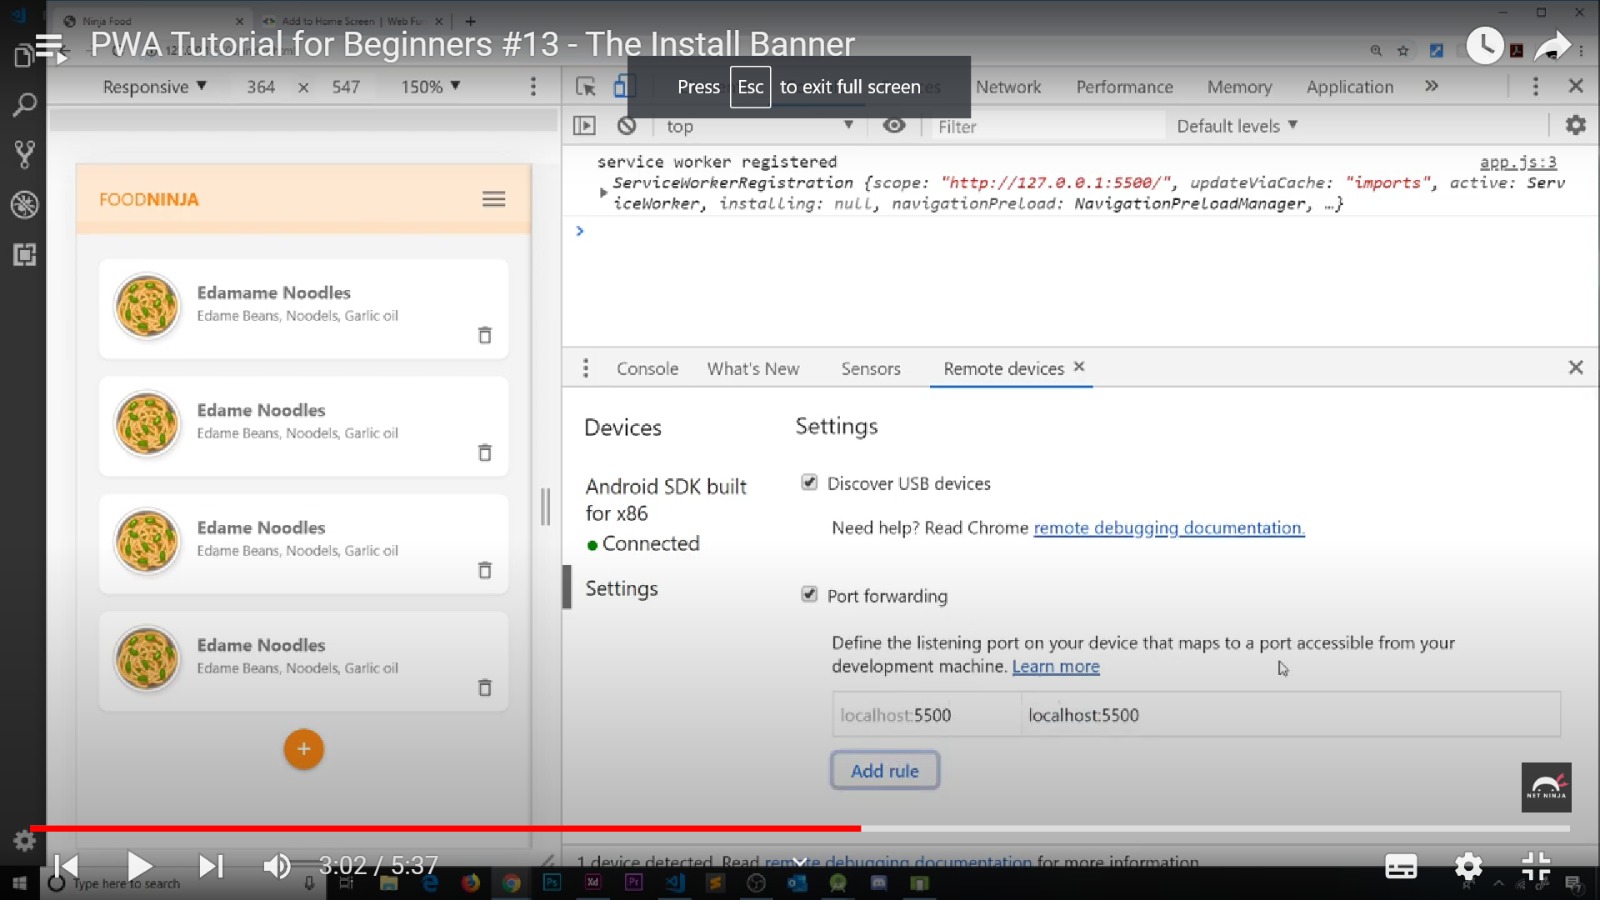 Ninja Food
Add to Home Screen | Web Fu
PWA Tutorial for Beginners #13 - The Install Banner
Press Esc to exit full screen
Responsive 364 × 547 150%
Network Performance Memory Application »
top Filter Default levels
service worker registered app.js:3
ServiceWorkerRegistration {scope: "http://127.0.0.1:5500/", updateViaCache: "imports", active: Serv
iceWorker, installing: null, navigationPreload: NavigationPreloadManager, …}
FOODNINJA
Edamame Noodles
Edame Beans, Noodels, Garlic oil
Edame Noodles
Edame Beans, Noodels, Garlic oil
Edame Noodles
Edame Beans, Noodels, Garlic oil
Edame Noodles
Edame Beans, Noodels, Garlic oil
+
Console What's New Sensors Remote devices
Devices
Android SDK built
for x86
Connected
Settings
Settings
Discover USB devices
Need help? Read Chrome remote debugging documentation.
Port forwarding
Define the listening port on your device that maps to a port accessible from your
development machine. Learn more
localhost:5500 localhost:5500
Add rule
NET NINJA
1 device detected. Read remote debugging documentation for more information.
3:02 / 5:37
Type here to search
Ps Xd Pr